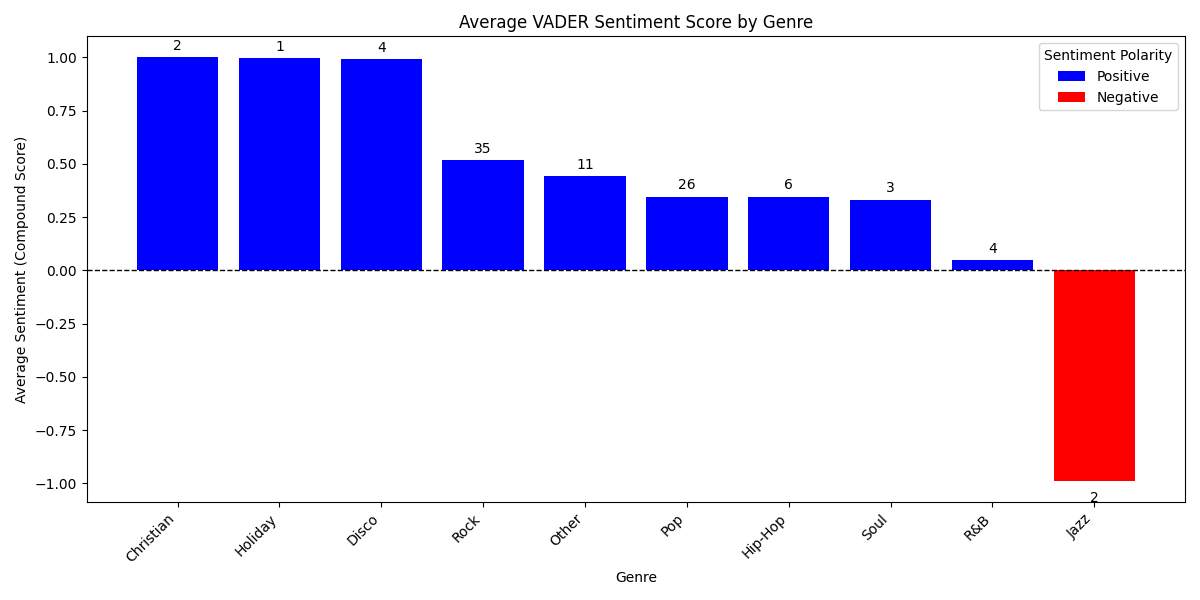 Average VADER Sentiment Score by Genre
Average Sentiment (Compound Score)
1.00
0.75
0.50
0.25
0.00
−0.25
−0.50
−0.75
−1.00
2
1
4
35
11
26
6
3
4
2
Sentiment Polarity
Positive
Negative
Christian
Holiday
Disco
Rock
Other
Pop
Hip-Hop
Soul
R&B
Jazz
Genre